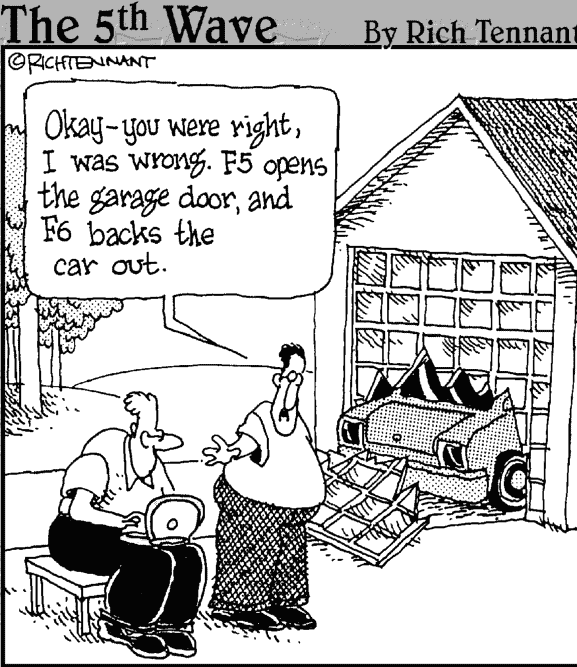 The 5th Wave
By Rich Tennant
©RICHTENNANT
Okay-you were right,
I was wrong. F5 opens
the garage door, and
F6 backs the
car out.